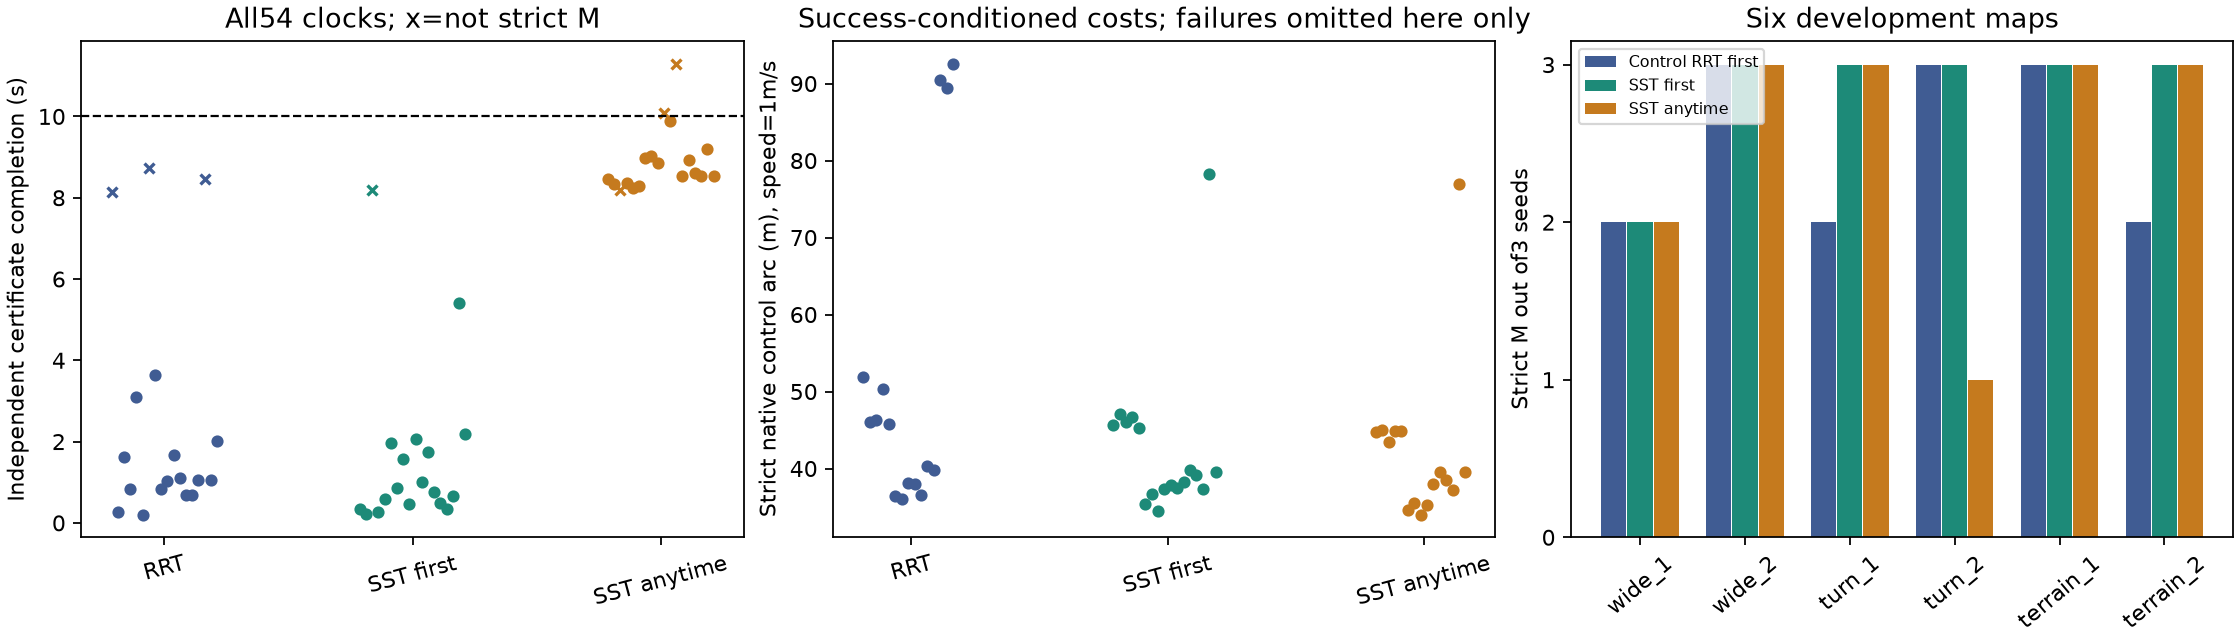 All54 clocks; x=not strict M
Independent certificate completion (s)
10
8
6
4
2
0
RRT
SST first
SST anytime
Success-conditioned costs; failures omitted here only
Strict native control arc (m), speed=1m/s
90
80
70
60
50
40
RRT
SST first
SST anytime
Six development maps
Strict M out of3 seeds
3
2
1
0
Control RRT first
SST first
SST anytime
wide_1
wide_2
turn_1
turn_2
terrain_1
terrain_2